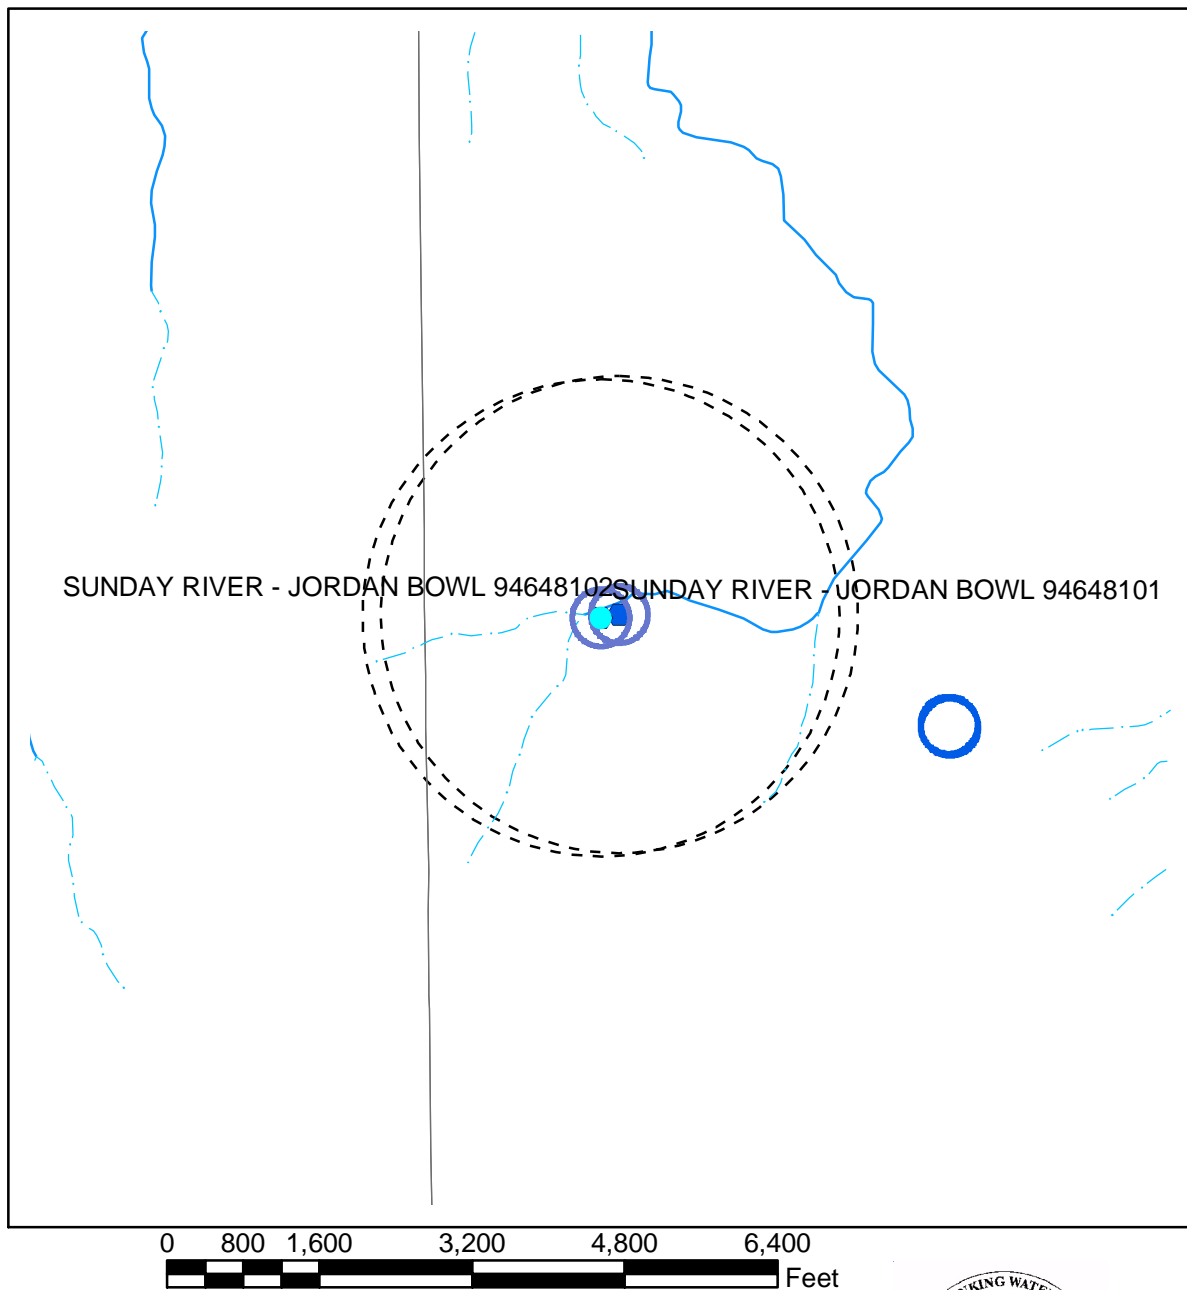 SUNDAY RIVER - JORDAN BOWL 94648102 SUNDAY RIVER - JORDAN BOWL 94648101
0 800 1,600 3,200 4,800 6,400
Feet